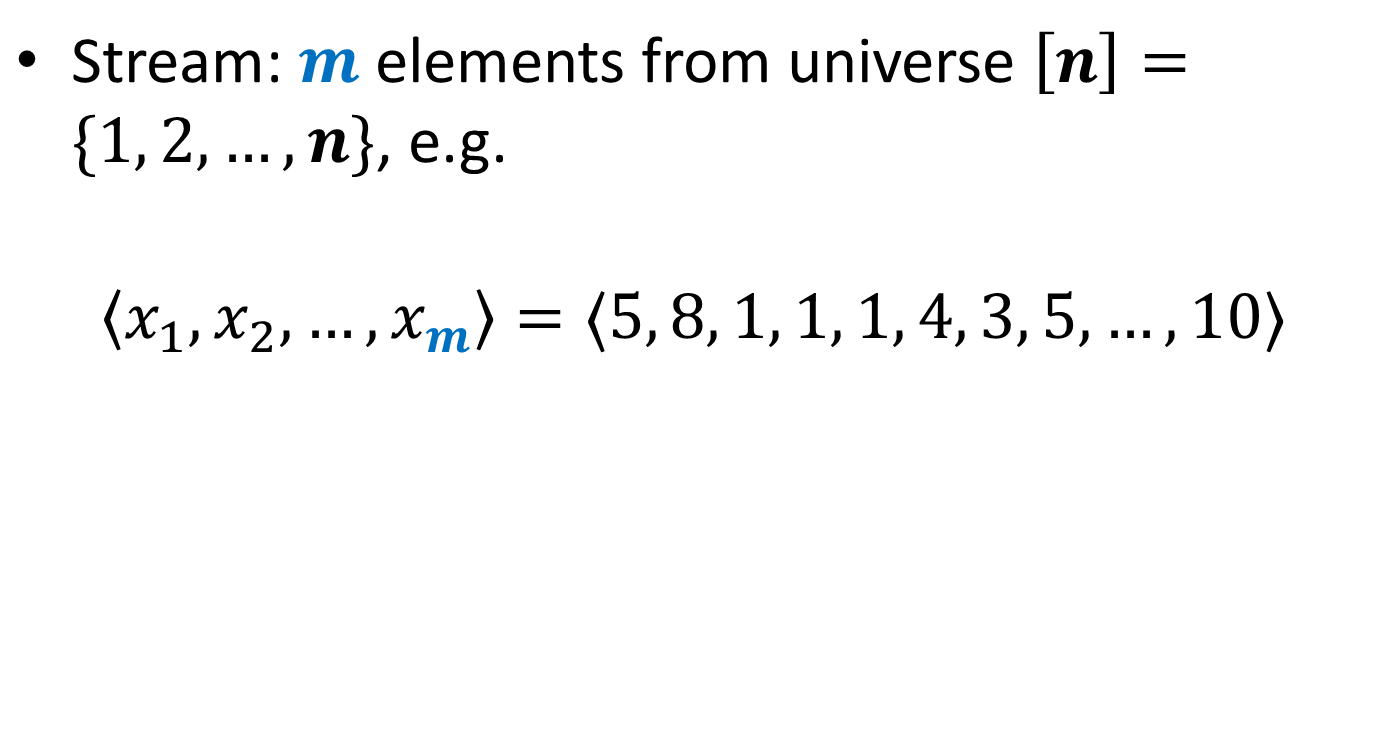 • Stream: m elements from universe [n] =
{1, 2, … , n}, e.g.
⟨x₁, x₂, … , xₘ⟩ = ⟨5, 8, 1, 1, 1, 4, 3, 5, … , 10⟩